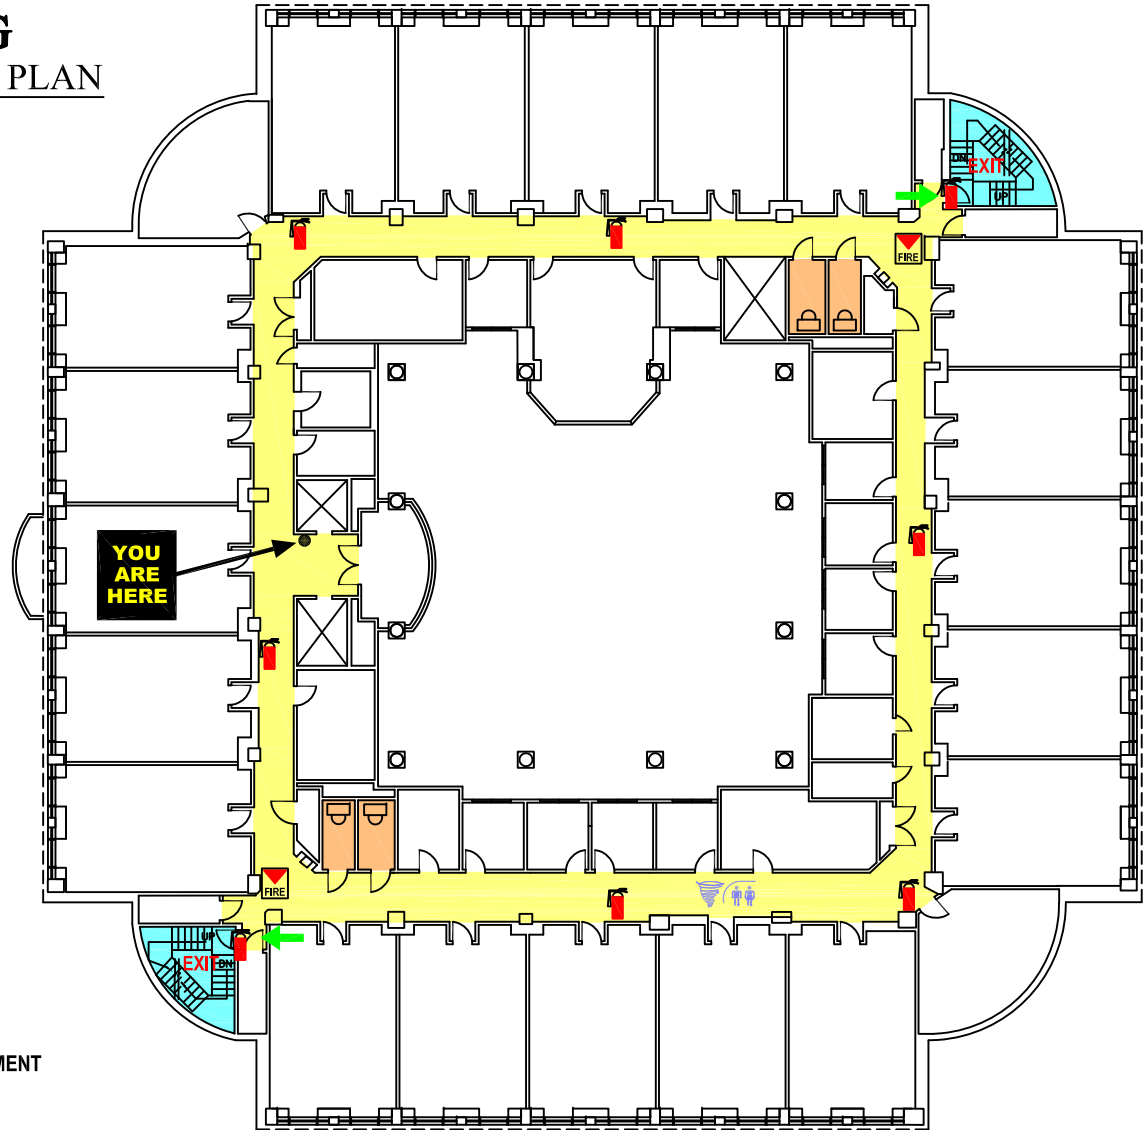 G
PLAN
DN
EXIT
UP
FIRE
YOU
ARE
HERE
FIRE
UP
EXIT
DN
MENT